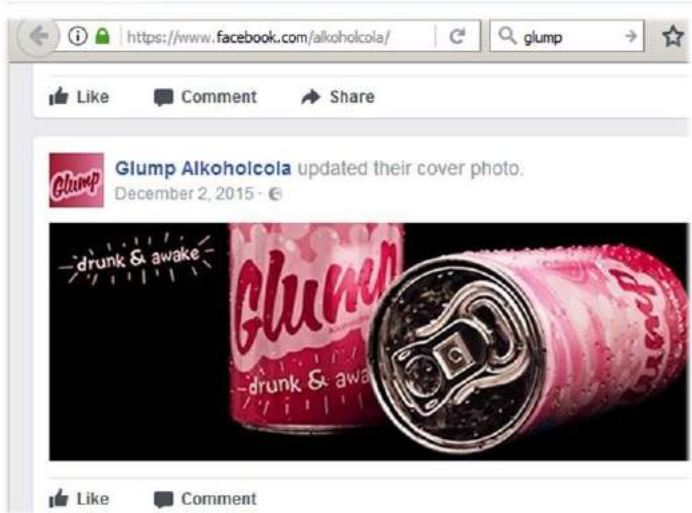 https://www.facebook.com/alkoholcola/ glump
Like Comment Share
Glump Glump Alkoholcola updated their cover photo.
December 2, 2015 ·
drunk & awake
Glump
drunk & awa
Glump
Like Comment